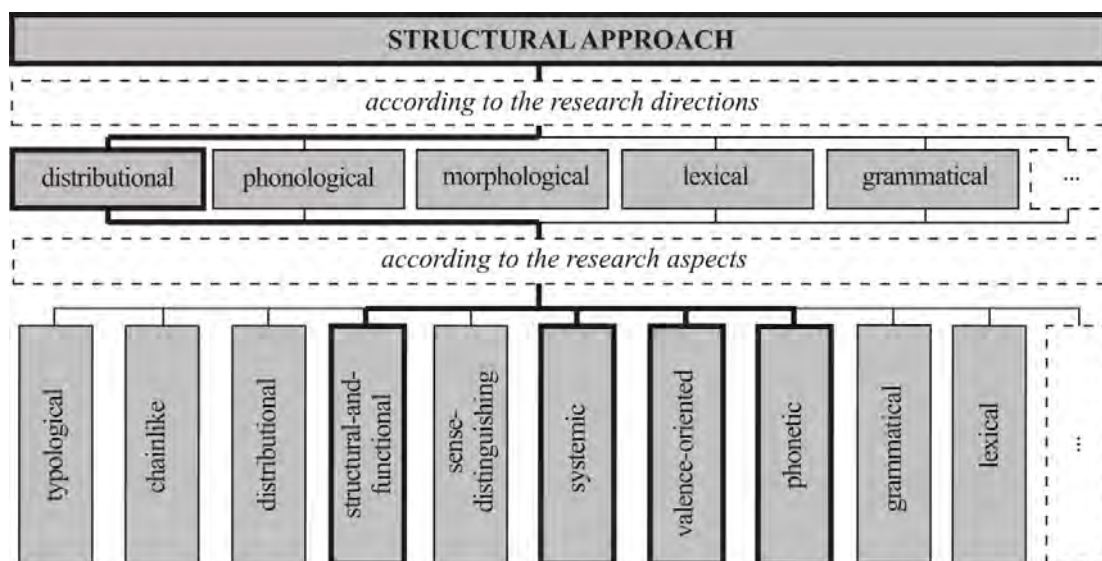 STRUCTURAL APPROACH
according to the research directions
distributional
phonological
morphological
lexical
grammatical
...
according to the research aspects
typological
chainlike
distributional
structural-and-
functional
sense-
distinguishing
systemic
valence-oriented
phonetic
grammatical
lexical
...